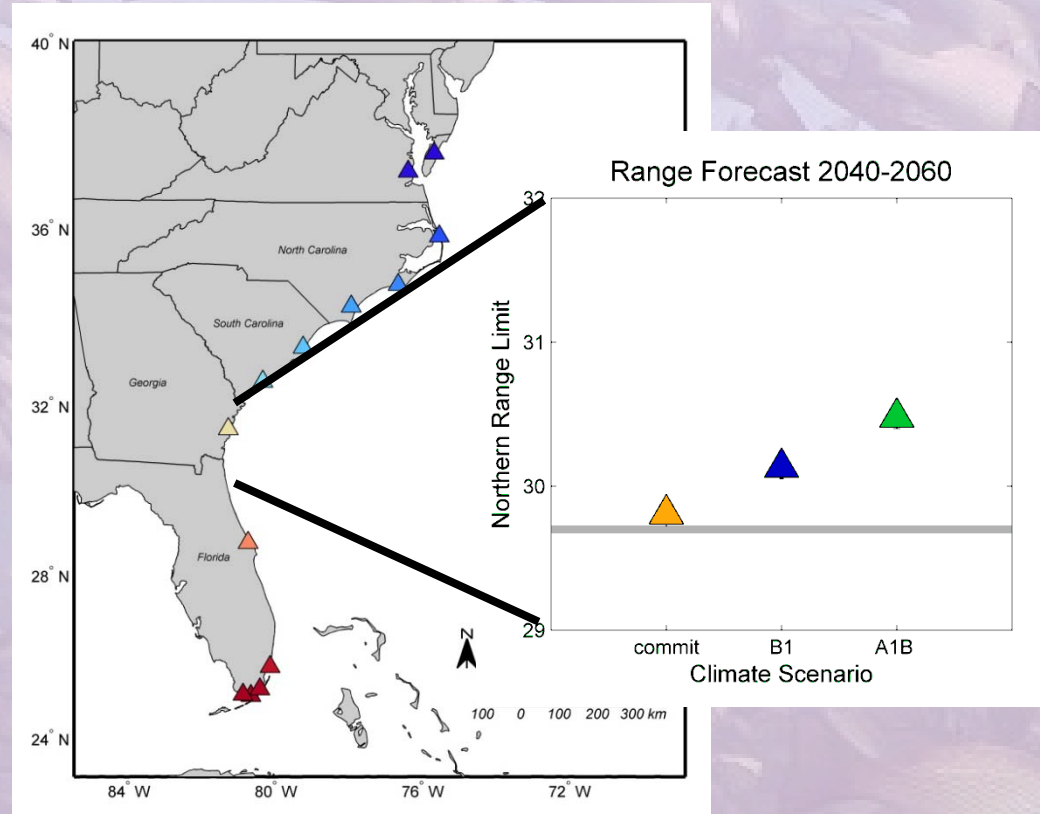 40° N
36° N
32° N
28° N
24° N
84° W
80° W
76° W
72° W
North Carolina
South Carolina
Georgia
Florida
N
100 0 100 200 300 km
Range Forecast 2040-2060
Northern Range Limit
32
31
30
29
commit B1 A1B
Climate Scenario